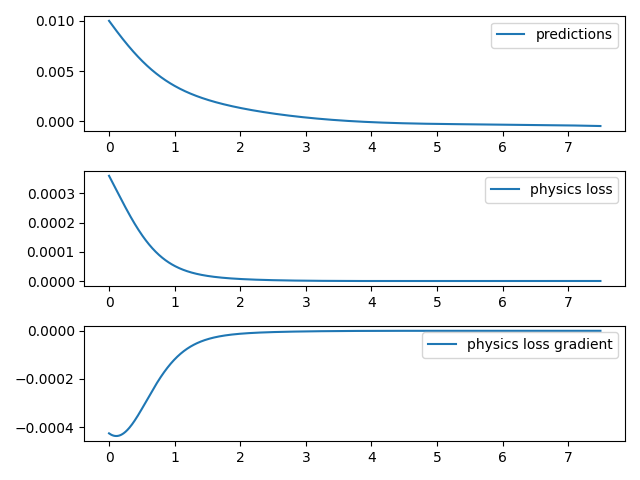 0.010
0.005
0.000
predictions
0 1 2 3 4 5 6 7
0.0003
0.0002
0.0001
0.0000
physics loss
0 1 2 3 4 5 6 7
0.0000
−0.0002
−0.0004
physics loss gradient
0 1 2 3 4 5 6 7